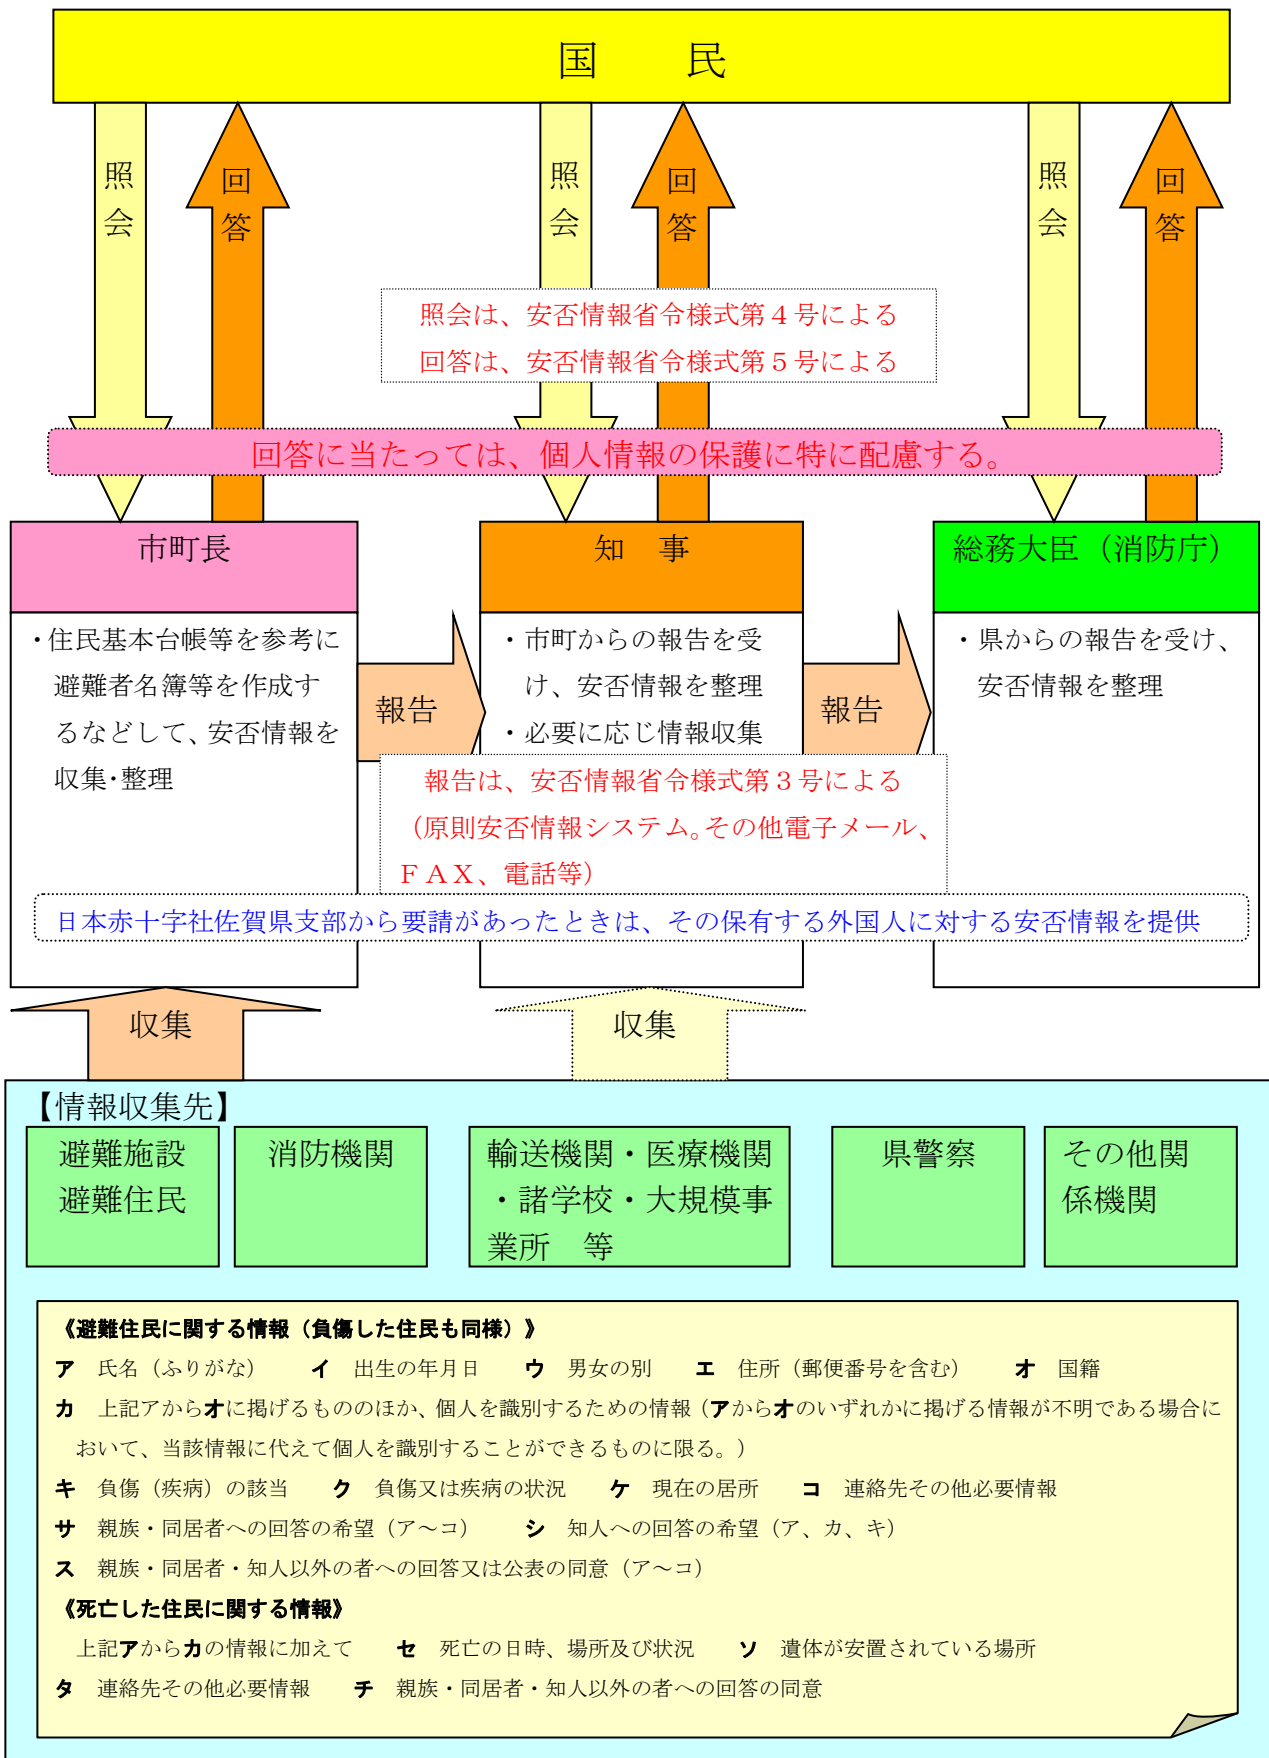 国　　民
照会
回答
照会
回答
照会
回答
照会は、安否情報省令様式第４号による
回答は、安否情報省令様式第５号による
回答に当たっては、個人情報の保護に特に配慮する。
市町長
・住民基本台帳等を参考に
避難者名簿等を作成す
るなどして、安否情報を
収集・整理
報告
知　事
・市町からの報告を受
け、安否情報を整理
・必要に応じ情報収集
報告
総務大臣（消防庁）
・県からの報告を受け、
安否情報を整理
報告は、安否情報省令様式第３号による
（原則安否情報システム。その他電子メール、
ＦＡＸ、電話等）
日本赤十字社佐賀県支部から要請があったときは、その保有する外国人に対する安否情報を提供
収集
収集
【情報収集先】
避難施設
避難住民
消防機関
輸送機関・医療機関
・諸学校・大規模事
業所　等
県警察
その他関
係機関
《避難住民に関する情報（負傷した住民も同様）》
ア　氏名（ふりがな）　　イ　出生の年月日　　ウ　男女の別　　エ　住所（郵便番号を含む）　　オ　国籍
カ　上記アからオに掲げるもののほか、個人を識別するための情報（アからオのいずれかに掲げる情報が不明である場合に
おいて、当該情報に代えて個人を識別することができるものに限る。）
キ　負傷（疾病）の該当　　ク　負傷又は疾病の状況　　ケ　現在の居所　　コ　連絡先その他必要情報
サ　親族・同居者への回答の希望（ア～コ）　　シ　知人への回答の希望（ア、カ、キ）
ス　親族・同居者・知人以外の者への回答又は公表の同意（ア～コ）
《死亡した住民に関する情報》
上記アからカの情報に加えて　　セ　死亡の日時、場所及び状況　　ソ　遺体が安置されている場所
タ　連絡先その他必要情報　　チ　親族・同居者・知人以外の者への回答の同意